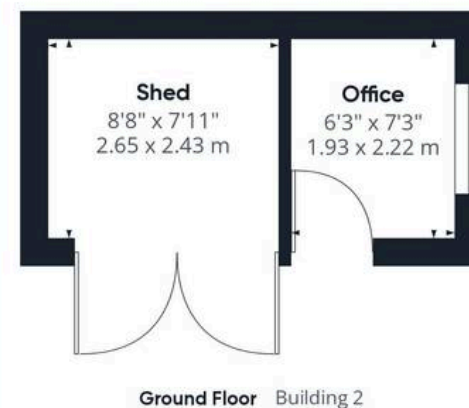 Shed
8'8" x 7'11"
2.65 x 2.43 m
Office
6'3" x 7'3"
1.93 x 2.22 m
Ground Floor Building 2